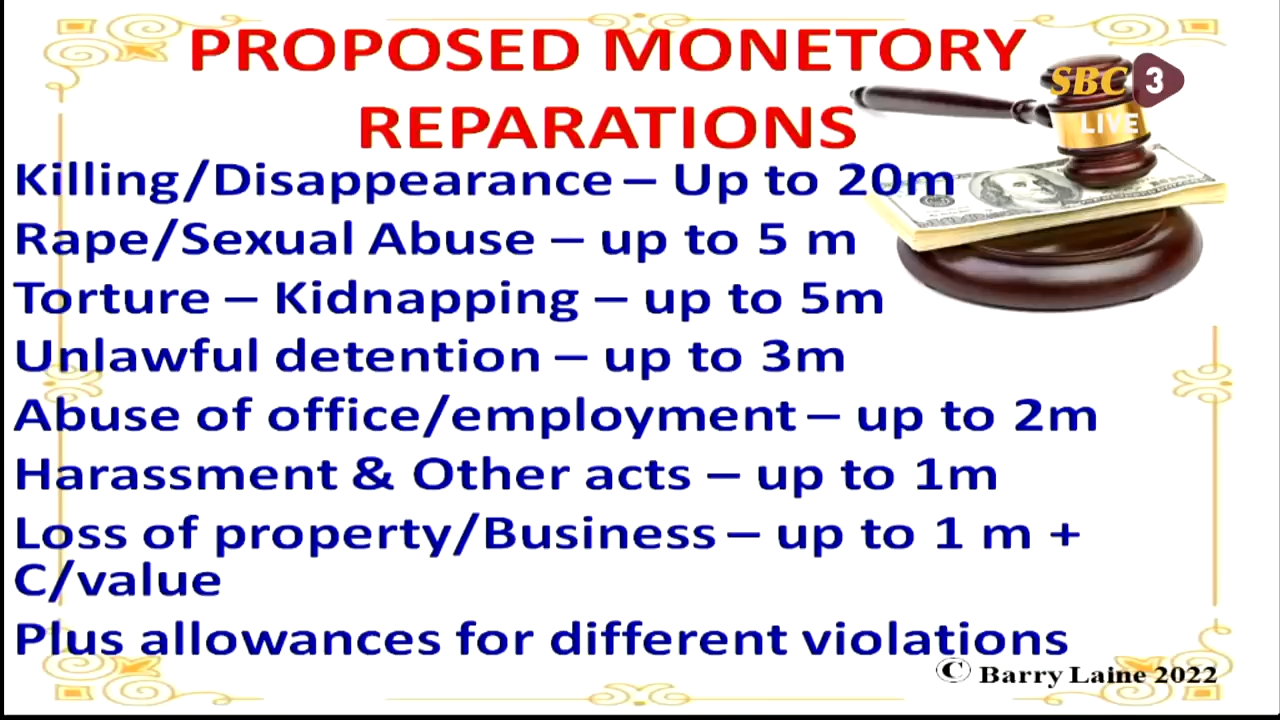 PROPOSED MONETORY
REPARATIONS
SBC 3
LIVE
Killing/Disappearance – Up to 20m
Rape/Sexual Abuse – up to 5 m
Torture – Kidnapping – up to 5m
Unlawful detention – up to 3m
Abuse of office/employment – up to 2m
Harassment & Other acts – up to 1m
Loss of property/Business – up to 1 m +
C/value
Plus allowances for different violations
© Barry Laine 2022